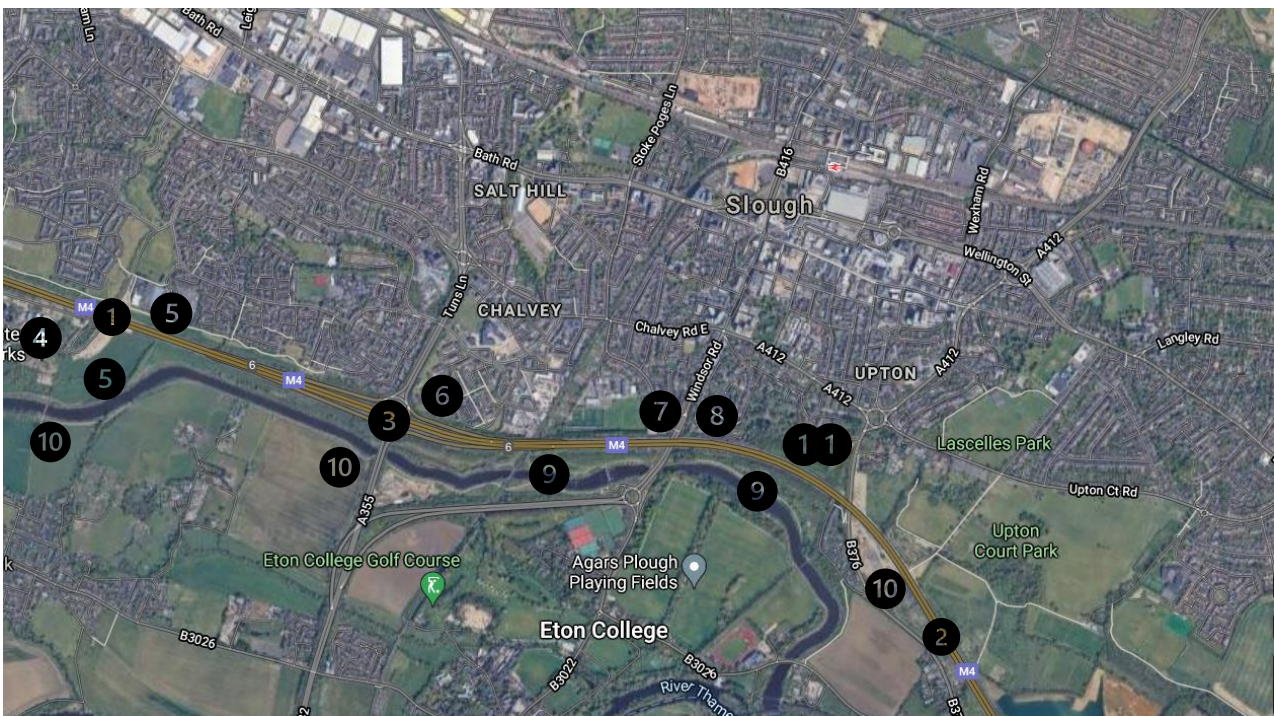 Bath Rd
Stoke Poges Ln
Bath Rd
SALT HILL
B416
Slough
Wexham Rd
Wellington St
A412
Tuns Ln
CHALVEY
Chalvey Rd E
Windsor Rd
A412
A412
A412
UPTON
Langley Rd
M4
1
5
4
5
6
M4
6
3
7
8
6
M4
1 1
Lascelles Park
10
10
9
9
Upton Ct Rd
A355
Upton
Court Park
Eton College Golf Course
Agars Plough
Playing Fields
B376
10
Eton College
B3026
B3022
B3026
2
M4
River Thame